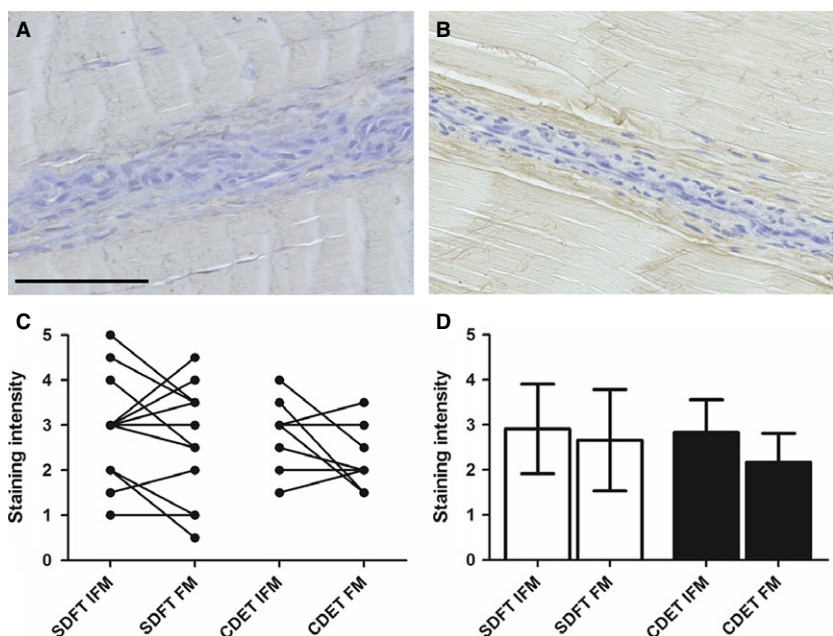 A
B
C
Staining intensity
5
4
3
2
1
0
SDFT IFM
SDFT FM
CDET IFM
CDET FM
D
Staining intensity
5
4
3
2
1
0
SDFT IFM
SDFT FM
CDET IFM
CDET FM